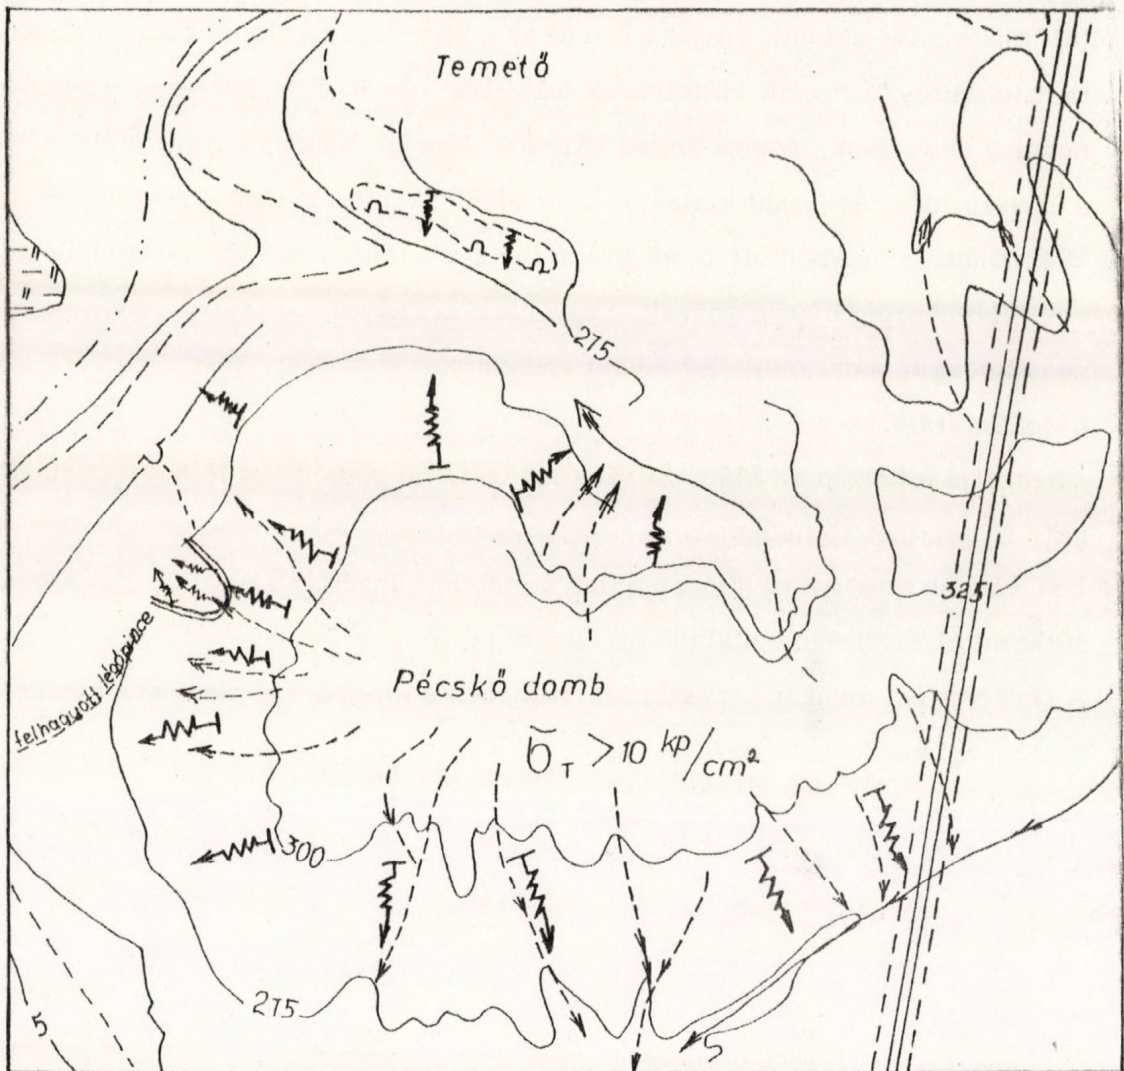 Temető
275
325
felhagyott légópince
Pécskő domb
σT >10 kp/cm²
300
275
5